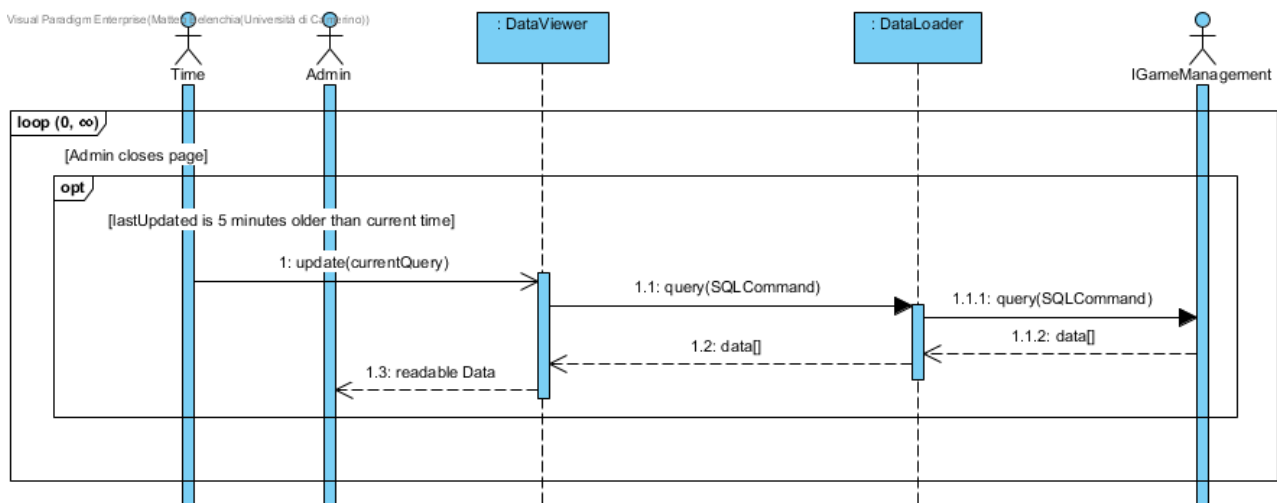 Visual Paradigm Enterprise(Matteo Belenchia(Università di Camerino))
: DataViewer
: DataLoader
Time
Admin
IGameManagement
loop (0, ∞)
[Admin closes page]
opt
[lastUpdated is 5 minutes older than current time]
1: update(currentQuery)
1.1: query(SQLCommand)
1.1.1: query(SQLCommand)
1.2: data[]
1.1.2: data[]
1.3: readable Data